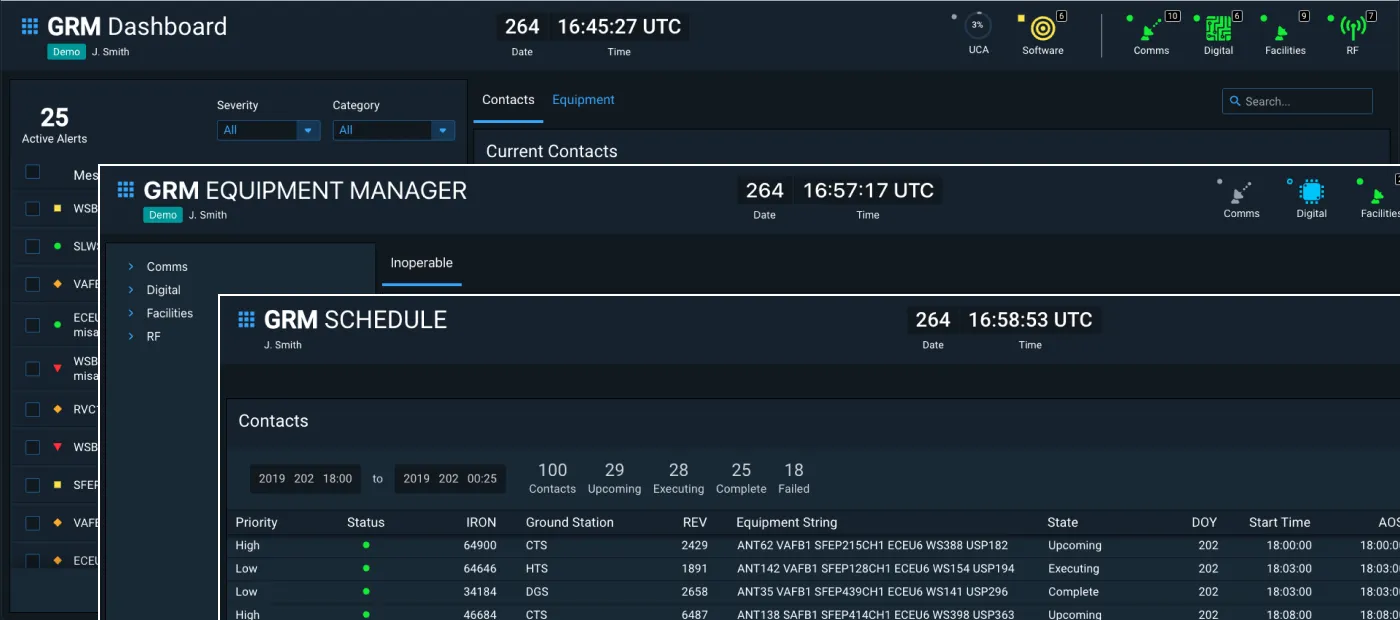 GRM Dashboard
Demo J. Smith
264 16:45:27 UTC
Date Time
3%
UCA
6
Software
10
Comms
6
Digital
9
Facilities
7
RF
25
Active Alerts
Severity
All
Category
All
Contacts Equipment
Search...
Current Contacts
Mes
WSB
SLWS
VAFB
ECEU
misa
WSB
misa
RVCT
WSB
SFEP
VAFB
ECEU
GRM EQUIPMENT MANAGER
Demo J. Smith
264 16:57:17 UTC
Date Time
Comms
Digital
Facilities
Comms
Digital
Facilities
RF
Inoperable
GRM SCHEDULE
J. Smith
264 16:58:53 UTC
Date Time
Contacts
2019 202 18:00 to 2019 202 00:25
100 29 28 25 18
Contacts Upcoming Executing Complete Failed
Priority Status IRON Ground Station REV Equipment String State DOY Start Time AOS
High 64900 CTS 2429 ANT62 VAFB1 SFEP215CH1 ECEU6 WS388 USP182 Upcoming 202 18:00:00 18:00:0
Low 64646 HTS 1891 ANT142 VAFB1 SFEP128CH1 ECEU6 WS154 USP194 Executing 202 18:03:00 18:03:0
Low 34184 DGS 2658 ANT35 VAFB1 SFEP439CH1 ECEU6 WS141 USP296 Complete 202 18:03:00 18:03:0
High 46684 CTS 6487 ANT138 SAFB1 SFEP414CH1 ECEU6 WS398 USP363 Upcoming 202 18:08:00 18:08:0